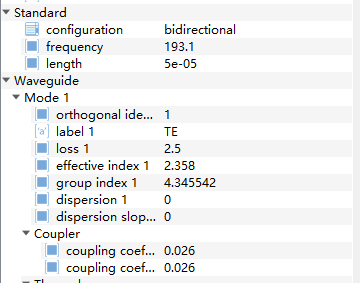 Standard
configuration bidirectional
frequency 193.1
length 5e-05
Waveguide
Mode 1
orthogonal ide... 1
'a' label 1 TE
loss 1 2.5
effective index 1 2.358
group index 1 4.345542
dispersion 1 0
dispersion slop... 0
Coupler
coupling coef... 0.026
coupling coef... 0.026